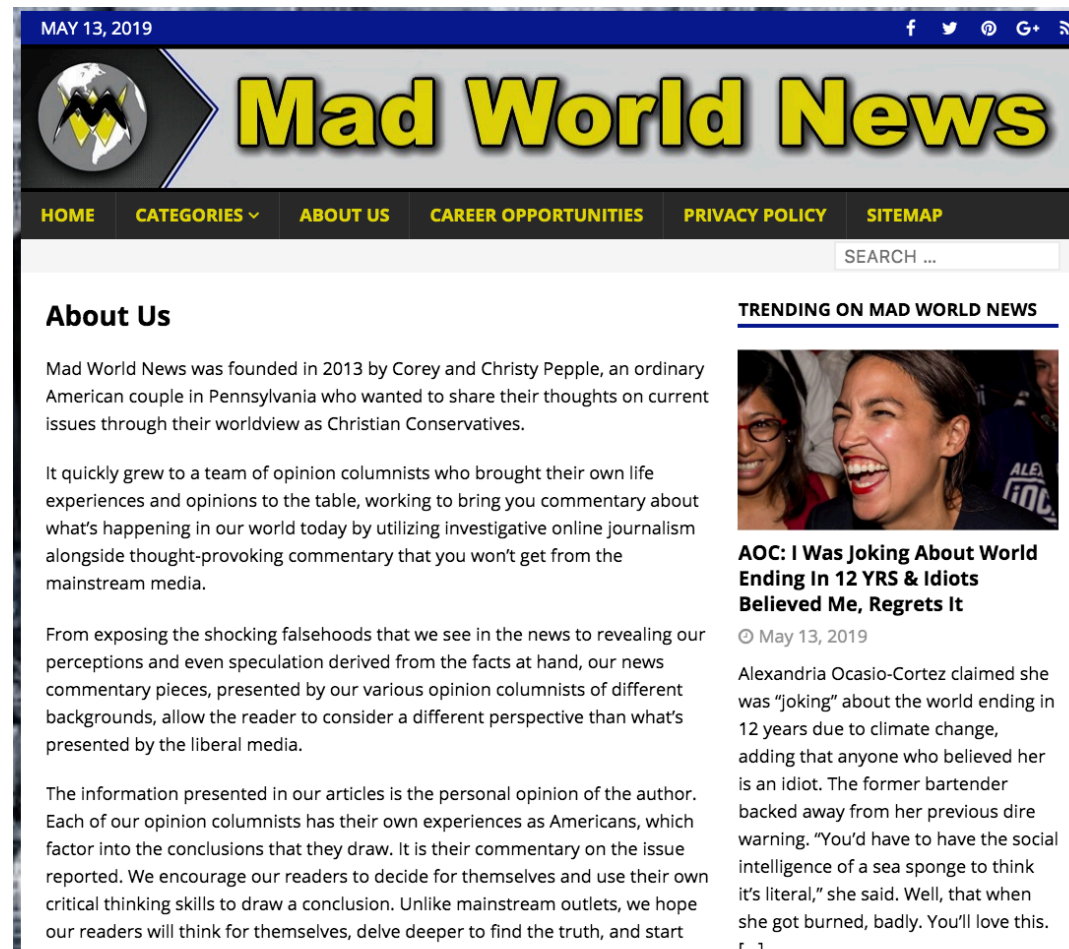 MAY 13, 2019
Mad World News
HOME CATEGORIES ABOUT US CAREER OPPORTUNITIES PRIVACY POLICY SITEMAP
SEARCH ...
About Us
Mad World News was founded in 2013 by Corey and Christy Pepple, an ordinary
American couple in Pennsylvania who wanted to share their thoughts on current
issues through their worldview as Christian Conservatives.
It quickly grew to a team of opinion columnists who brought their own life
experiences and opinions to the table, working to bring you commentary about
what's happening in our world today by utilizing investigative online journalism
alongside thought-provoking commentary that you won't get from the
mainstream media.
From exposing the shocking falsehoods that we see in the news to revealing our
perceptions and even speculation derived from the facts at hand, our news
commentary pieces, presented by our various opinion columnists of different
backgrounds, allow the reader to consider a different perspective than what's
presented by the liberal media.
The information presented in our articles is the personal opinion of the author.
Each of our opinion columnists has their own experiences as Americans, which
factor into the conclusions that they draw. It is their commentary on the issue
reported. We encourage our readers to decide for themselves and use their own
critical thinking skills to draw a conclusion. Unlike mainstream outlets, we hope
our readers will think for themselves, delve deeper to find the truth, and start
TRENDING ON MAD WORLD NEWS
AOC: I Was Joking About World
Ending In 12 YRS & Idiots
Believed Me, Regrets It
May 13, 2019
Alexandria Ocasio-Cortez claimed she
was "joking" about the world ending in
12 years due to climate change,
adding that anyone who believed her
is an idiot. The former bartender
backed away from her previous dire
warning. "You'd have to have the social
intelligence of a sea sponge to think
it's literal," she said. Well, that when
she got burned, badly. You'll love this.